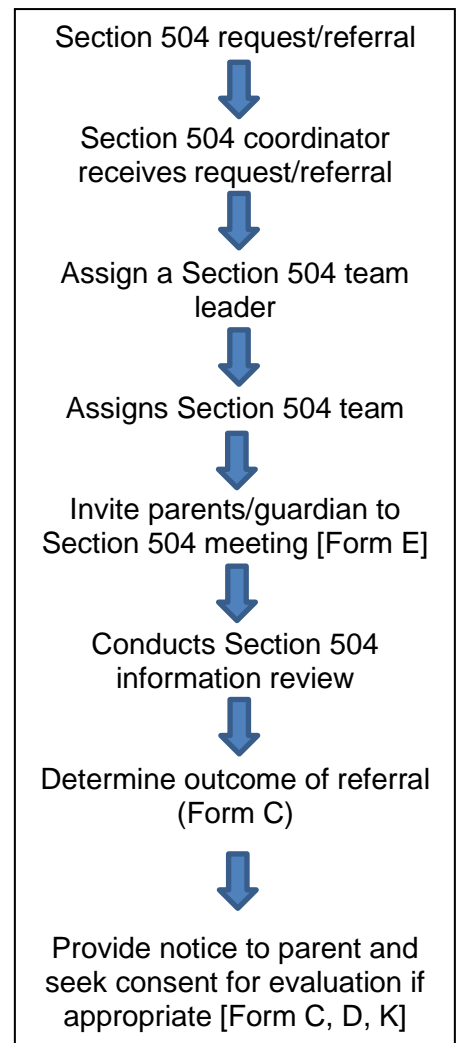 Section 504 request/referral
Section 504 coordinator
receives request/referral
Assign a Section 504 team
leader
Assigns Section 504 team
Invite parents/guardian to
Section 504 meeting [Form E]
Conducts Section 504
information review
Determine outcome of referral
(Form C)
Provide notice to parent and
seek consent for evaluation if
appropriate [Form C, D, K]